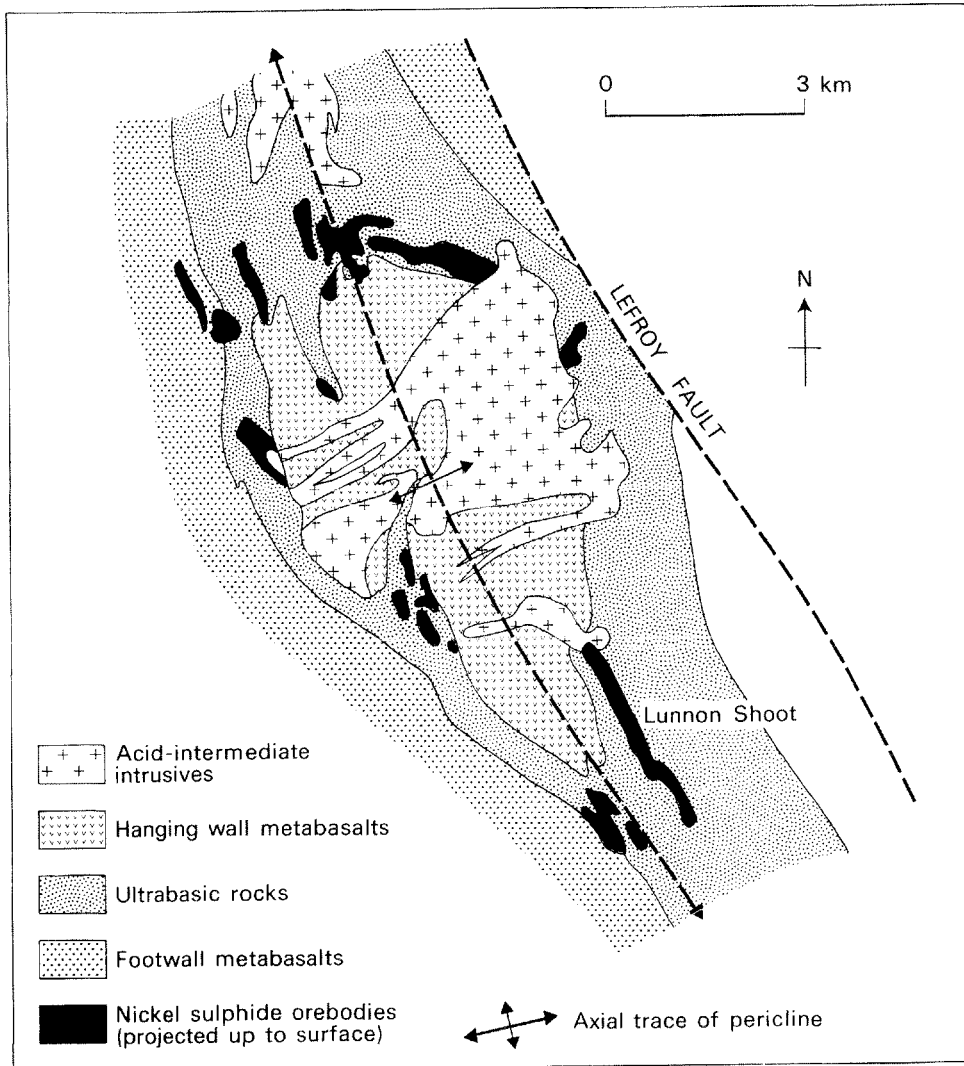 0 3 km
N
LEFROY FAULT
Lunnon Shoot
Acid-intermediate
intrusives
Hanging wall metabasalts
Ultrabasic rocks
Footwall metabasalts
Nickel sulphide orebodies
(projected up to surface)
Axial trace of pericline